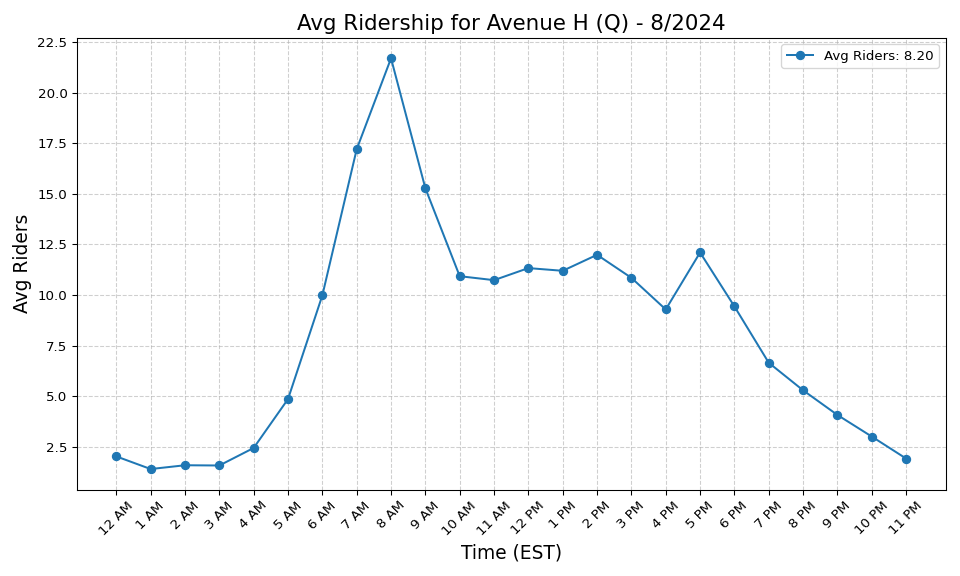 Avg Ridership for Avenue H (Q) - 8/2024
Avg Riders: 8.20
Avg Riders
22.5
20.0
17.5
15.0
12.5
10.0
7.5
5.0
2.5
12 AM
1 AM
2 AM
3 AM
4 AM
5 AM
6 AM
7 AM
8 AM
9 AM
10 AM
11 AM
12 PM
1 PM
2 PM
3 PM
4 PM
5 PM
6 PM
7 PM
8 PM
9 PM
10 PM
11 PM
Time (EST)